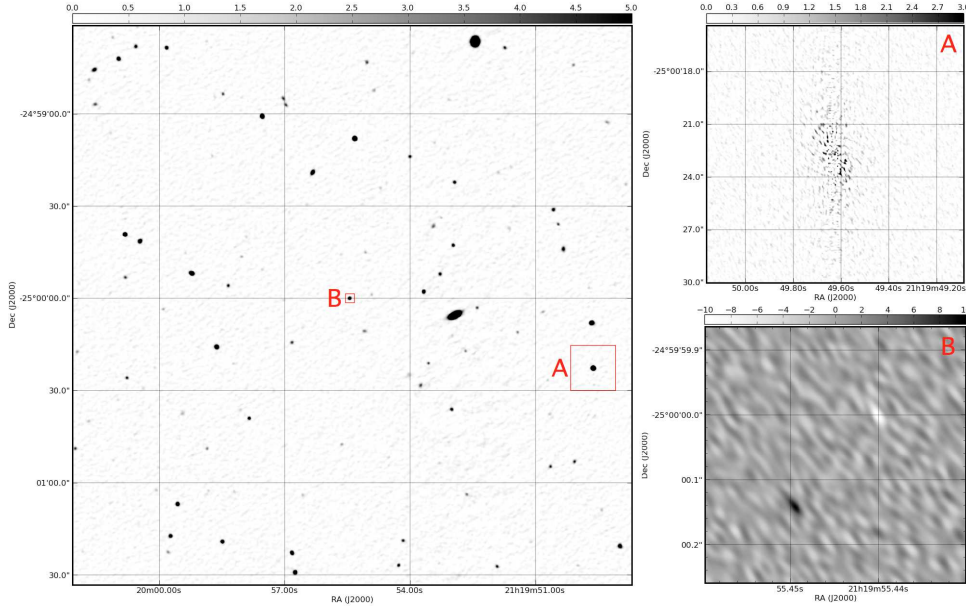 0.0 0.5 1.0 1.5 2.0 2.5 3.0 3.5 4.0 4.5 5.0
-24°59'00.0"
30.0"
-25°00'00.0"
30.0"
01'00.0"
30.0"
Dec (J2000)
B
A
20m00.00s 57.00s 54.00s 21h19m51.00s
RA (J2000)
0.0 0.3 0.6 0.9 1.2 1.5 1.8 2.1 2.4 2.7 3.0
A
-25°00'18.0"
21.0"
24.0"
27.0"
30.0"
Dec (J2000)
50.00s 49.80s 49.60s 49.40s 21h19m49.20s
RA (J2000)
−10 −8 −6 −4 −2 0 2 4 6 8 1
B
-24°59'59.9"
-25°00'00.0"
00.1"
00.2"
Dec (J2000)
55.45s 21h19m55.44s
RA (J2000)